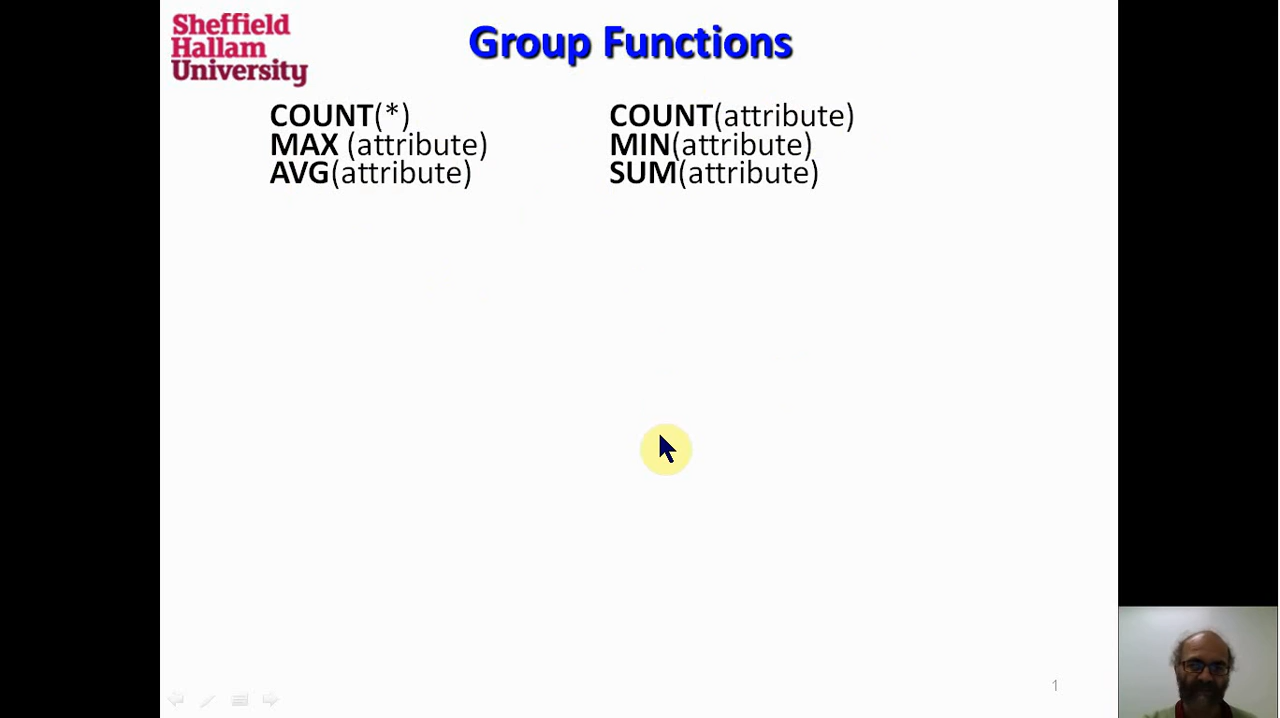 Sheffield
Hallam
University
Group Functions
COUNT(*)
MAX (attribute)
AVG(attribute)
COUNT(attribute)
MIN(attribute)
SUM(attribute)
1